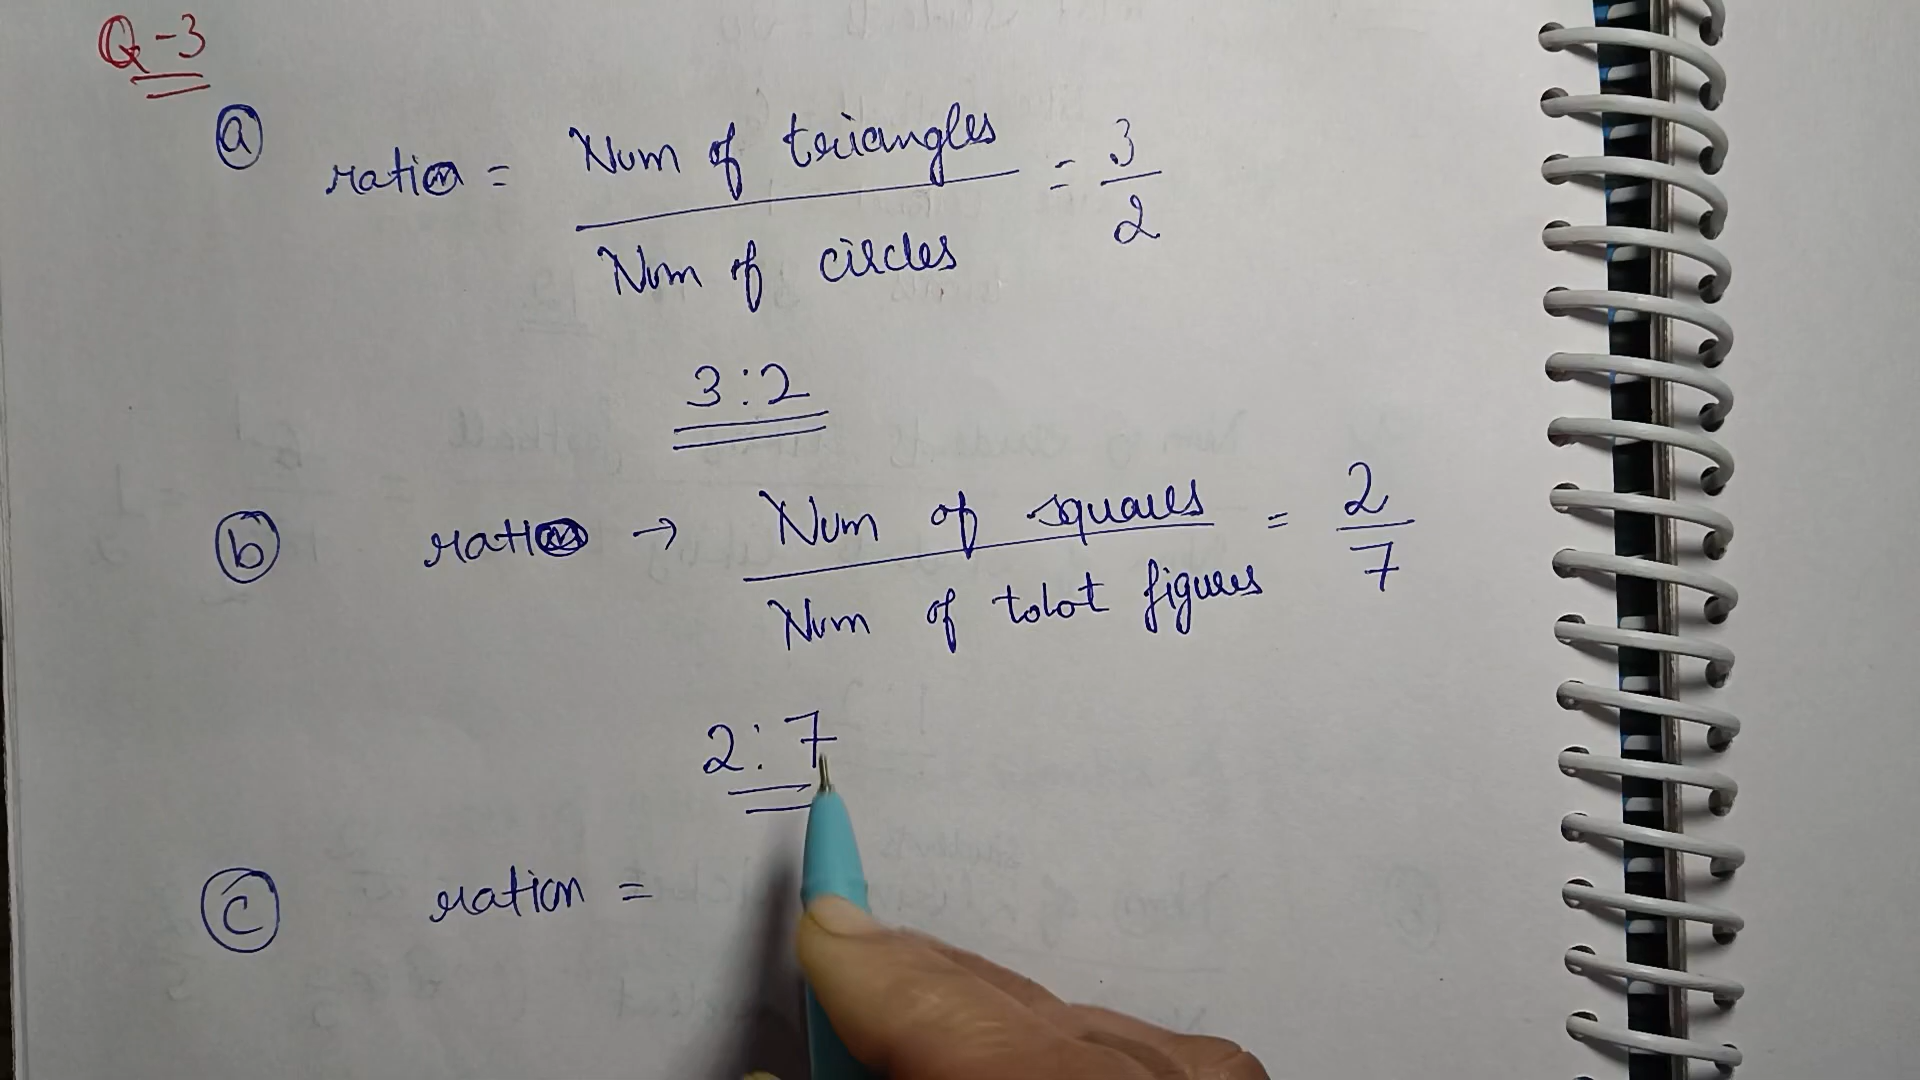 Q-3
a ratio = Num of triangles / Num of circles = 3/2
3:2
b ratio → Num of squares / Num of totot figures = 2/7
2:7
c ration =